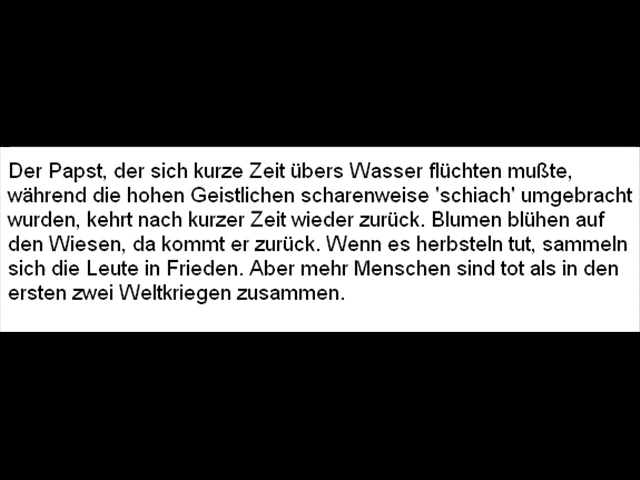 Der Papst, der sich kurze Zeit übers Wasser flüchten mußte,
während die hohen Geistlichen scharenweise 'schiach' umgebracht
wurden, kehrt nach kurzer Zeit wieder zurück. Blumen blühen auf
den Wiesen, da kommt er zurück. Wenn es herbsteln tut, sammeln
sich die Leute in Frieden. Aber mehr Menschen sind tot als in den
ersten zwei Weltkriegen zusammen.